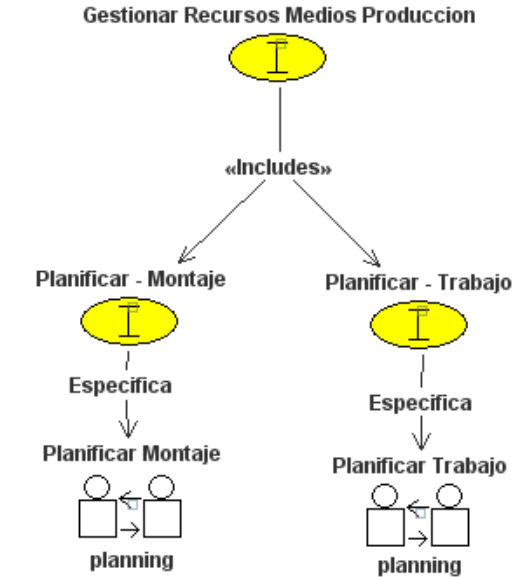 Gestionar Recursos Medios Produccion
I
«Includes»
Planificar - Montaje
Planificar - Trabajo
I
I
Especifica
Especifica
Planificar Montaje
Planificar Trabajo
planning
planning